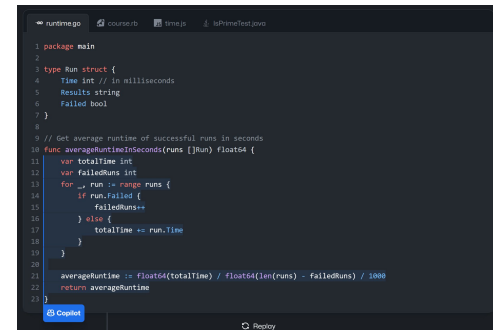 runtime.go course.rb time.js IsPrimeTest.java
1 package main
2
3 type Run struct {
4 Time int // in milliseconds
5 Results string
6 Failed bool
7 }
8
9 // Get average runtime of successful runs in seconds
10 func averageRuntimeInSeconds(runs []Run) float64 {
11 var totalTime int
12 var failedRuns int
13 for _, run := range runs {
14 if run.Failed {
15 failedRuns++
16 } else {
17 totalTime += run.Time
18 }
19 }
20
21 averageRuntime := float64(totalTime) / float64(len(runs) - failedRuns) / 1000
22 return averageRuntime
23 }
Copilot
Replay